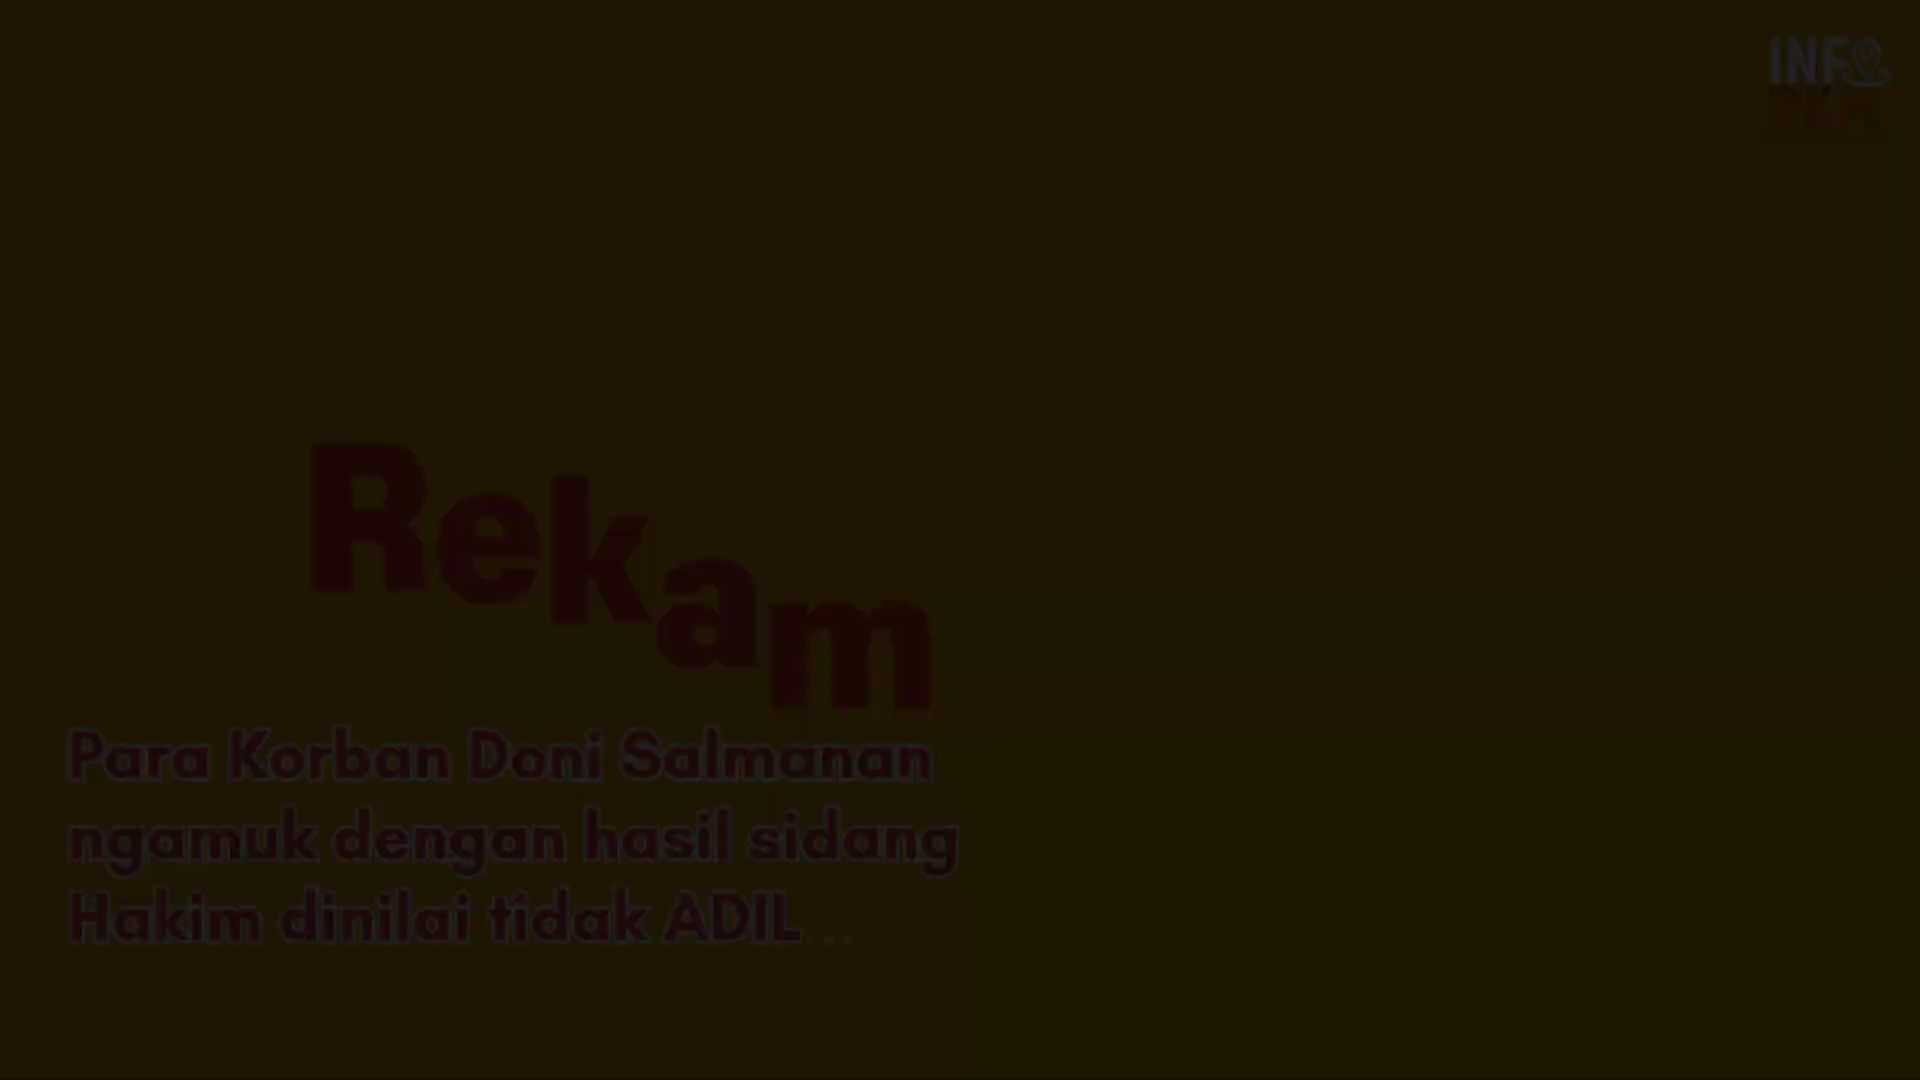 INFO
Rekam
Para Korban Doni Salmanan
ngamuk dengan hasil sidang
Hakim dinilai tidak ADIL...